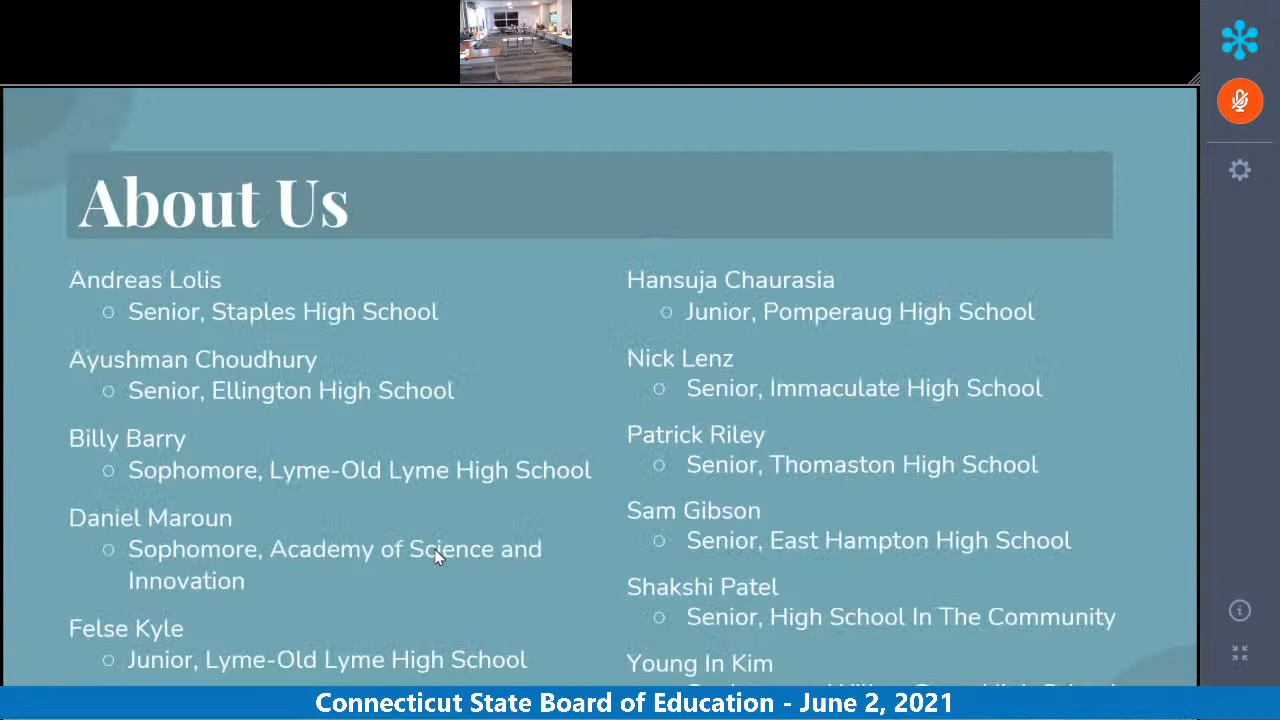 About Us
Andreas Lolis
Senior, Staples High School
Ayushman Choudhury
Senior, Ellington High School
Billy Barry
Sophomore, Lyme-Old Lyme High School
Daniel Maroun
Sophomore, Academy of Science and
Innovation
Felse Kyle
Junior, Lyme-Old Lyme High School
Hansuja Chaurasia
Junior, Pomperaug High School
Nick Lenz
Senior, Immaculate High School
Patrick Riley
Senior, Thomaston High School
Sam Gibson
Senior, East Hampton High School
Shakshi Patel
Senior, High School In The Community
Young In Kim
Connecticut State Board of Education - June 2, 2021